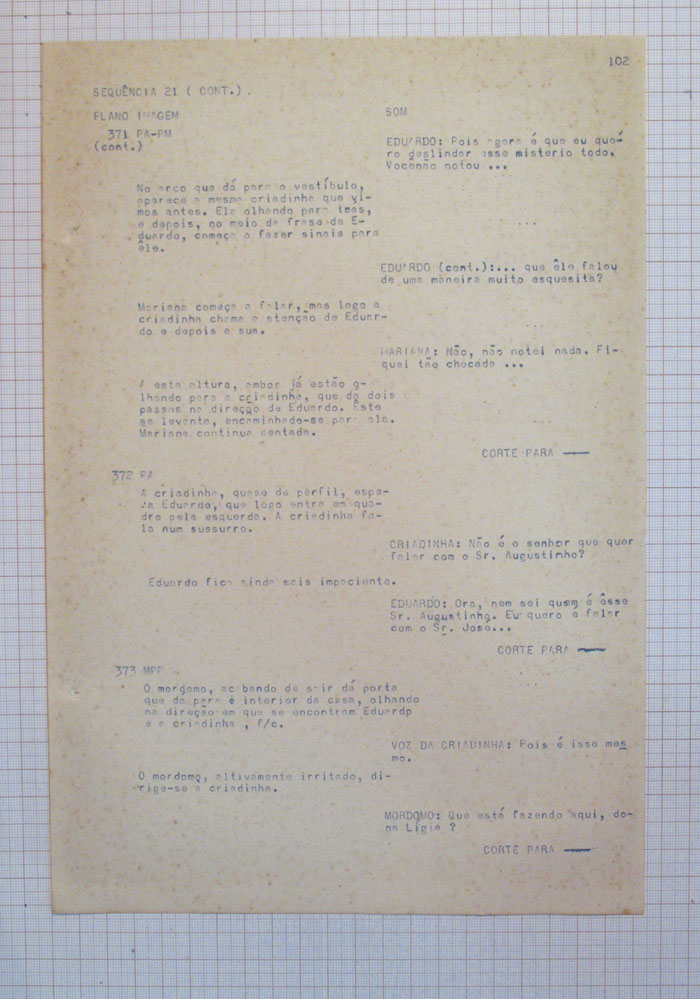 102
SEQUÊNCIA 21 ( CONT.) .
PLANO IMAGEM
SOM
371 PA-PM
(cont.)
EDUARDO: Pois agora é que eu que-
ro deslindar esse misterio todo.
Vocenão notou ...
No arco que dá para o vestíbulo,
aparece a mesma criadinha que vi-
mos antes. Ela olhando para
e depois, no meio da frase de E-
duardo, começa a fazer sinais para
êle.
...
EDUARDO (cont.):... que êle falou
de uma maneira muito esquesita?
Mariana começa a falar, mas logo a
criadinha chama a atenção de Eduar-
do e depois a sua.
MARIANA: Não, não notei nada. Fi-
quei tão chocada ...
A esta altura, ambos já estão o-
lhando para a criadinha, que da dois
passos na direção de Eduardo. Êste
se levanta, encaminhado-se para ela.
Mariana continua sentada.
CORTE PARA ——
372 PA
A criadinha, quase de perfil, espe-
ra Eduardo, que logo entra em qua-
dro pela esquerda. A criadinha fa-
la num sussurro.
CRIADINHA: Não é o senhor que quer
falar com o Sr. Augustinho?
Eduardo fica ainda mais impaciente.
EDUARDO: Ora, nem sei quem é êsse
Sr. Augustinho. Eu quero é falar
com o Sr. José...
CORTE PARA ——
373 MPP
O mordomo, acabando de sair dá porta
que da para o interior da casa, olhando
na direção em que se encontram Eduardp
e a criadinha , f/c.
VOZ DA CRIADINHA: Pois é isso mes
mo.
O mordomo, altivamente irritado, di-
rige-se a criadinha.
MORDOMO: Que está fazendo aqui, do-
na Lígia ?
CORTE PARA ——